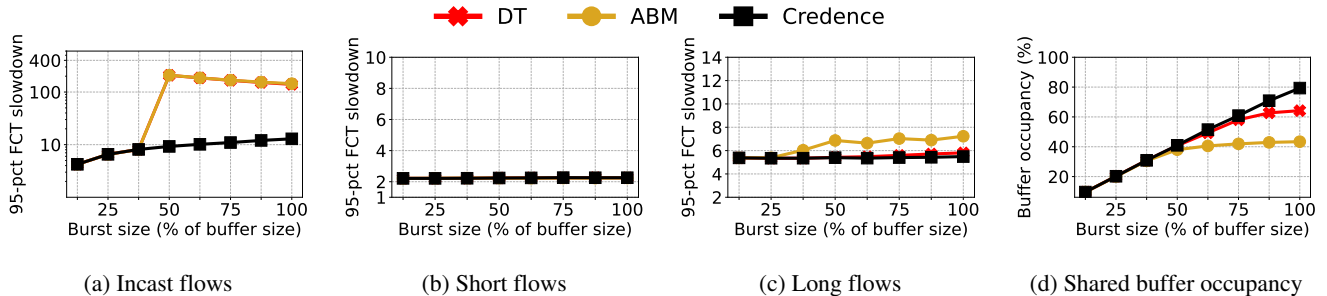 DT ABM Credence
95-pct FCT slowdown
400
100
10
25 50 75 100
Burst size (% of buffer size)
(a) Incast flows
95-pct FCT slowdown
10
8
6
4
2
1
25 50 75 100
Burst size (% of buffer size)
(b) Short flows
95-pct FCT slowdown
14
12
10
8
6
4
2
25 50 75 100
Burst size (% of buffer size)
(c) Long flows
Buffer occupancy (%)
100
80
60
40
20
25 50 75 100
Burst size (% of buffer size)
(d) Shared buffer occupancy